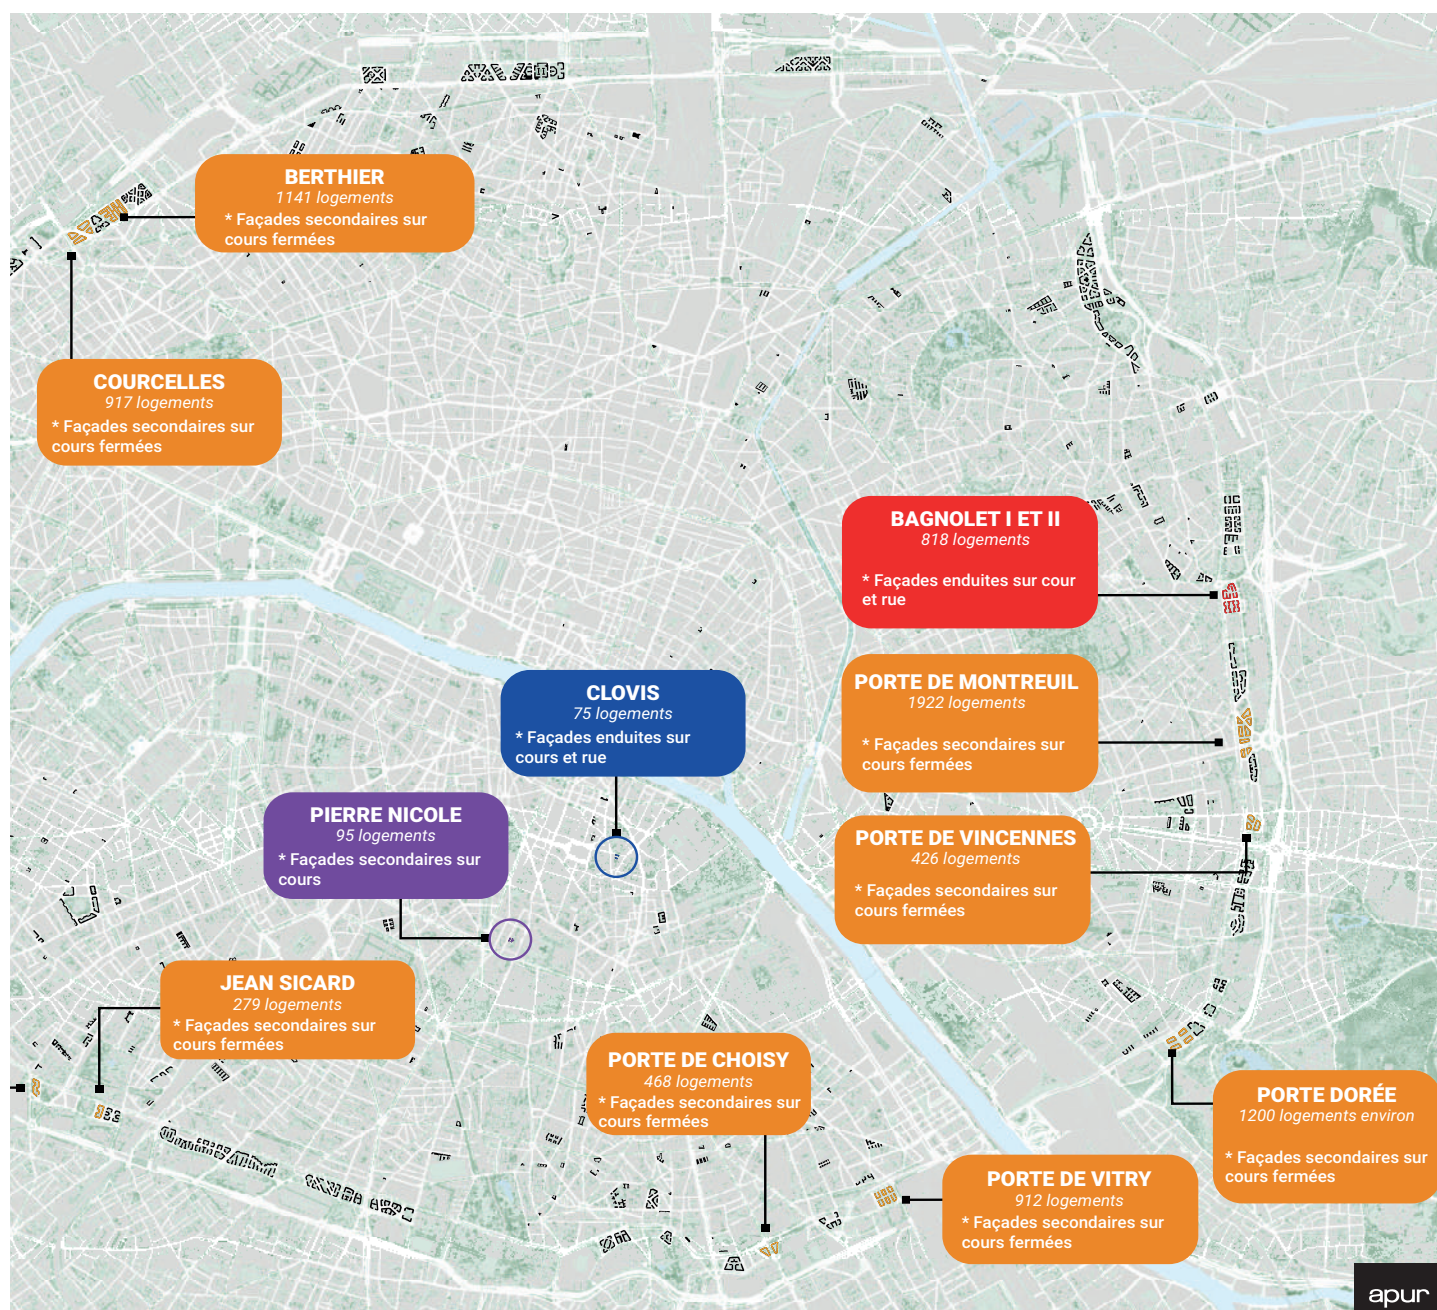 BERTHIER
1141 logements
* Façades secondaires sur
cours fermées
COURCELLES
917 logements
* Façades secondaires sur
cours fermées
BAGNOLET I ET II
818 logements
* Façades enduites sur cour
et rue
PORTE DE MONTREUIL
1922 logements
* Façades secondaires sur
cours fermées
CLOVIS
75 logements
* Façades enduites sur
cours et rue
PIERRE NICOLE
95 logements
* Façades secondaires sur
cours
PORTE DE VINCENNES
426 logements
* Façades secondaires sur
cours fermées
JEAN SICARD
279 logements
* Façades secondaires sur
cours fermées
PORTE DE CHOISY
468 logements
* Façades secondaires sur
cours fermées
PORTE DORÉE
1200 logements environ
* Façades secondaires sur
cours fermées
PORTE DE VITRY
912 logements
* Façades secondaires sur
cours fermées
apur